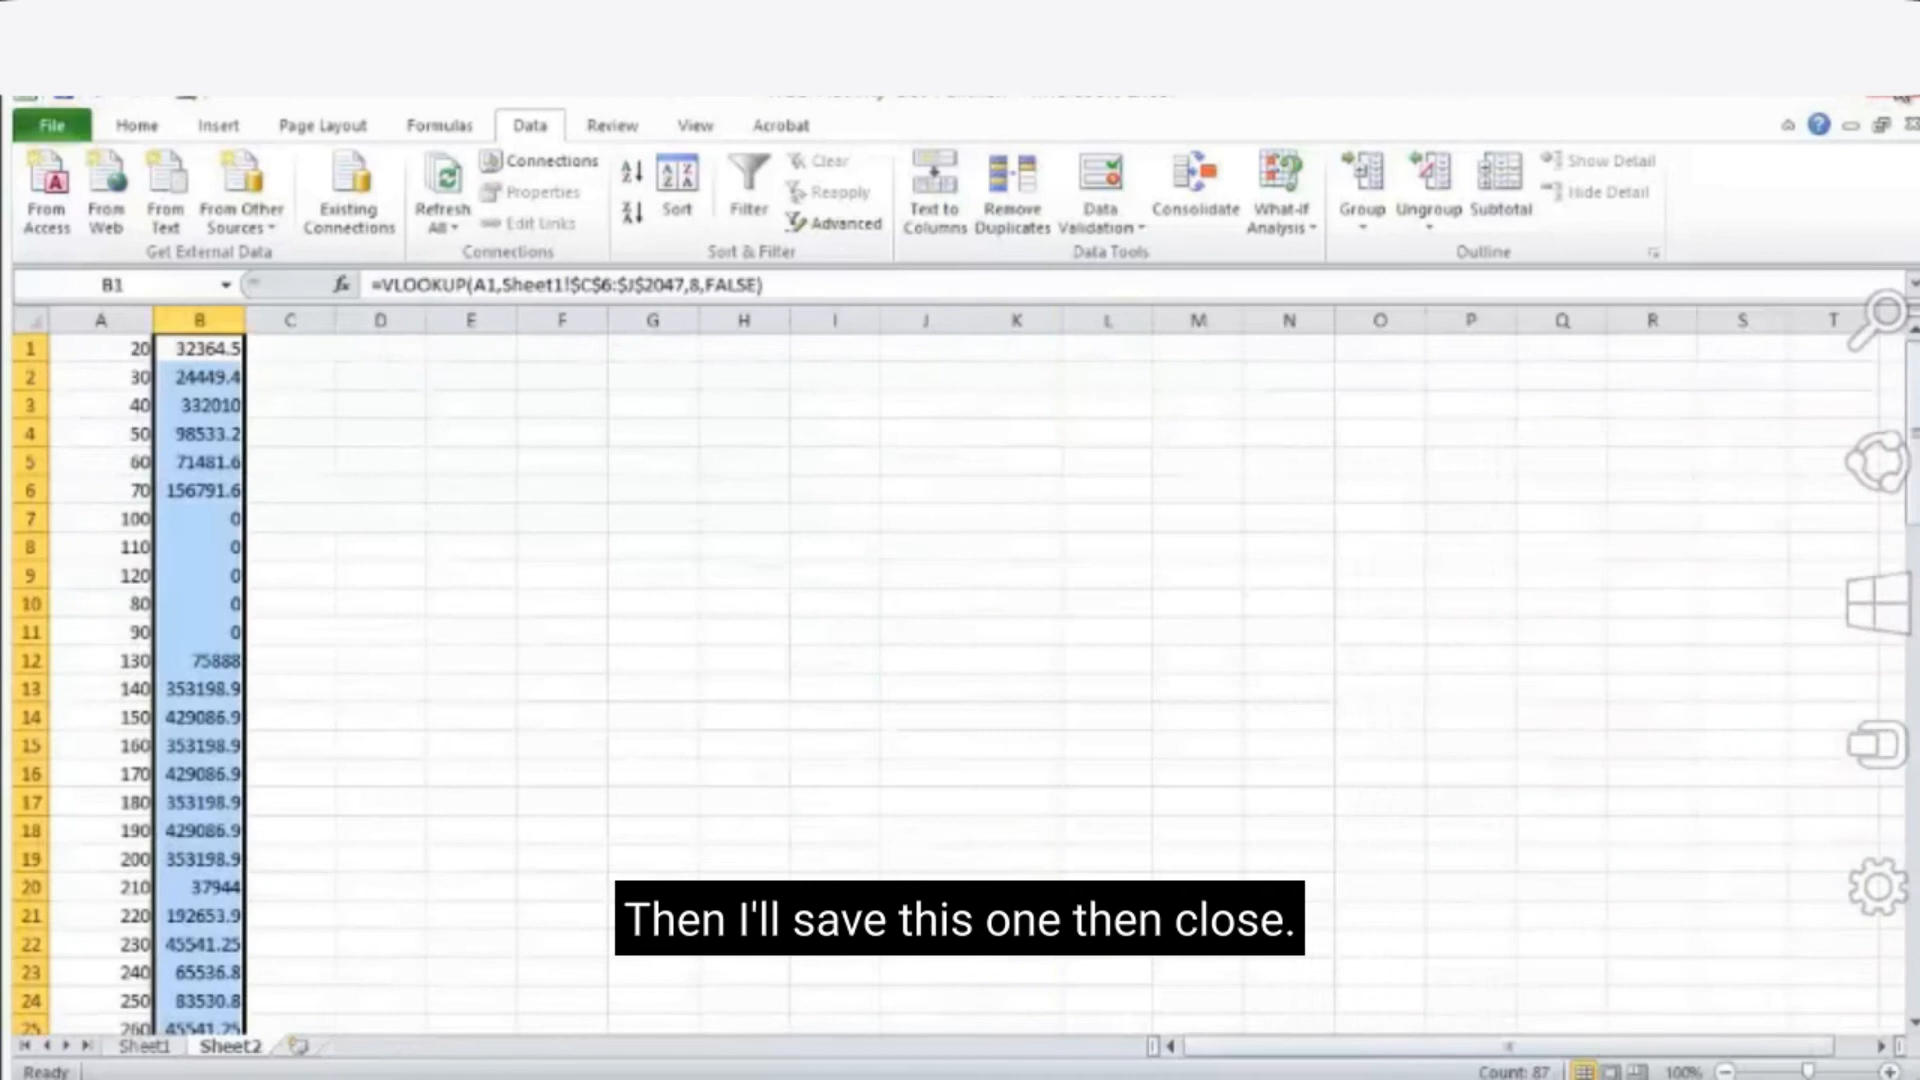 File Home Insert Page Layout Formulas Data Review View Acrobat
From Access From Web From Text From Other Sources Existing Connections Refresh All Connections Properties Edit Links Sort Filter Clear Reapply Advanced Text to Columns Remove Duplicates Data Validation Consolidate What-If Analysis Group Ungroup Subtotal Show Detail Hide Detail
Get External Data Connections Sort & Filter Data Tools Outline
B1 fx =VLOOKUP(A1,Sheet1!$C$6:$J$2047,8,FALSE)
A B C D E F G H I J K L M N O P Q R S T
1 20 32364.5
2 30 24449.4
3 40 332010
4 50 98533.2
5 60 71481.6
6 70 156791.6
7 100 0
8 110 0
9 120 0
10 80 0
11 90 0
12 130 75888
13 140 353198.9
14 150 429086.9
15 160 353198.9
16 170 429086.9
17 180 353198.9
18 190 429086.9
19 200 353198.9
20 210 37944
21 220 192653.9
22 230 45541.25
23 240 65536.8
24 250 83530.8
25 260 45541.25
Then I'll save this one then close.
Sheet1 Sheet2
Ready Count: 87 100%